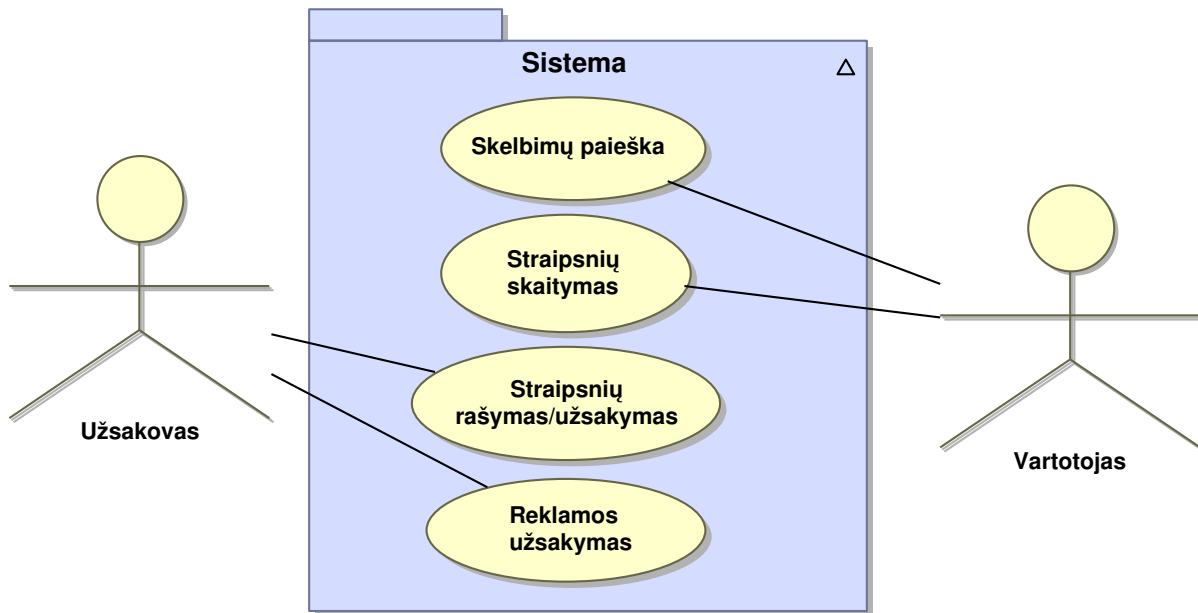 Sistema
Skelbimų paieška
Straipsnių
skaitymas
Straipsnių
rašymas/užsakymas
Užsakovas
Vartotojas
Reklamos
užsakymas